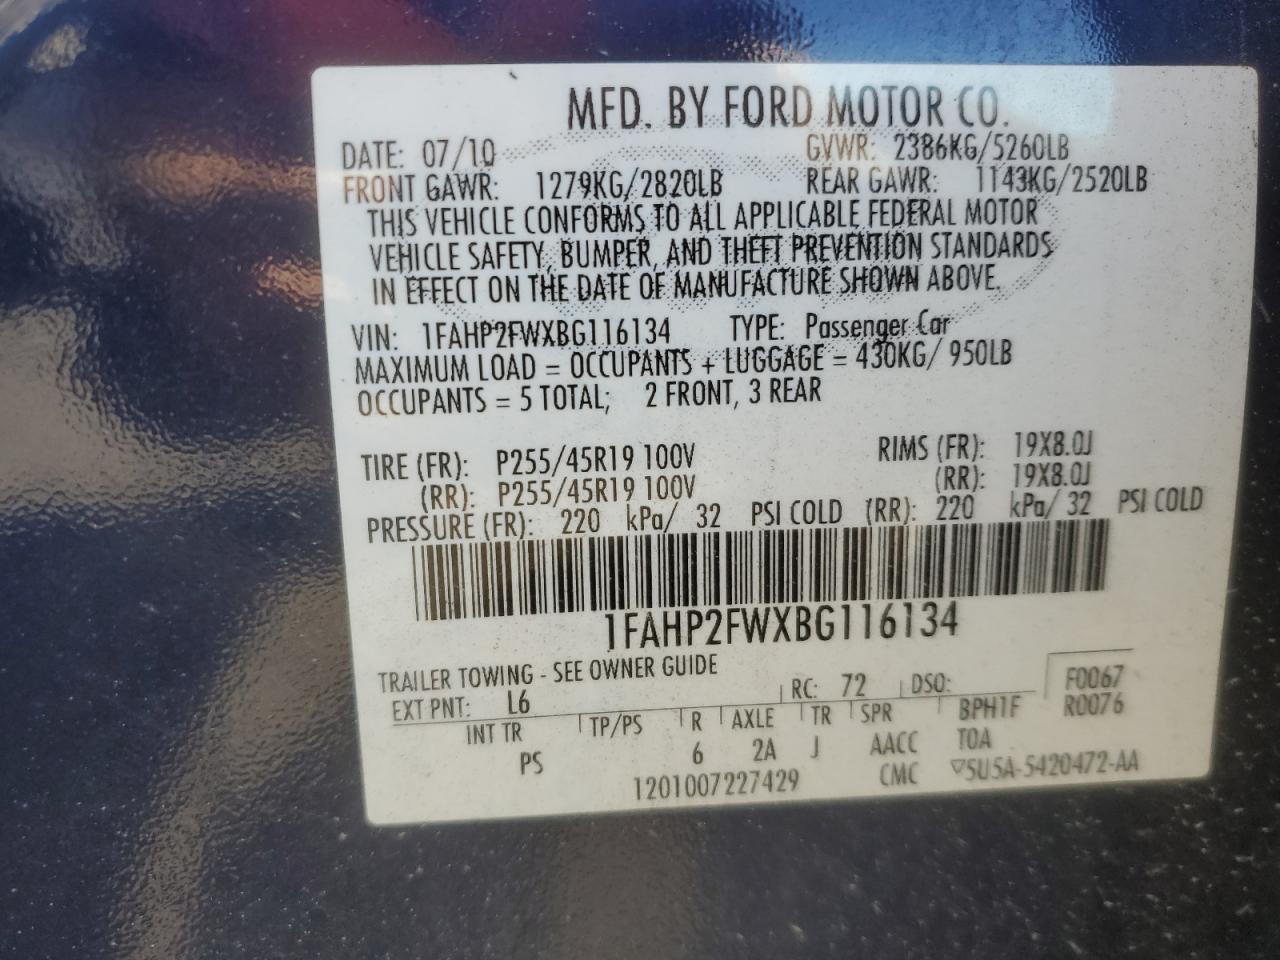 MFD. BY FORD MOTOR CO.
DATE: 07/10 GVWR: 2386KG/5260LB
FRONT GAWR: 1279KG/2820LB REAR GAWR: 1143KG/2520LB
THIS VEHICLE CONFORMS TO ALL APPLICABLE FEDERAL MOTOR
VEHICLE SAFETY, BUMPER, AND THEFT PREVENTION STANDARDS
IN EFFECT ON THE DATE OF MANUFACTURE SHOWN ABOVE.
VIN: 1FAHP2FWXBG116134 TYPE: Passenger Car
MAXIMUM LOAD = OCCUPANTS + LUGGAGE = 430KG/ 950LB
OCCUPANTS = 5 TOTAL; 2 FRONT, 3 REAR
TIRE (FR): P255/45R19 100V RIMS (FR): 19X8.0J
(RR): P255/45R19 100V (RR): 19X8.0J
PRESSURE (FR): 220 kPa/ 32 PSI COLD (RR): 220 kPa/ 32 PSI COLD
1FAHP2FWXBG116134
TRAILER TOWING - SEE OWNER GUIDE
EXT PNT: L6 RC: 72 DSO: F0067
INT TR TP/PS R AXLE TR SPR BPH1F R0076
PS 6 2A J AACC TOA
1201007227429 CMC ▽5U5A-5420472-AA